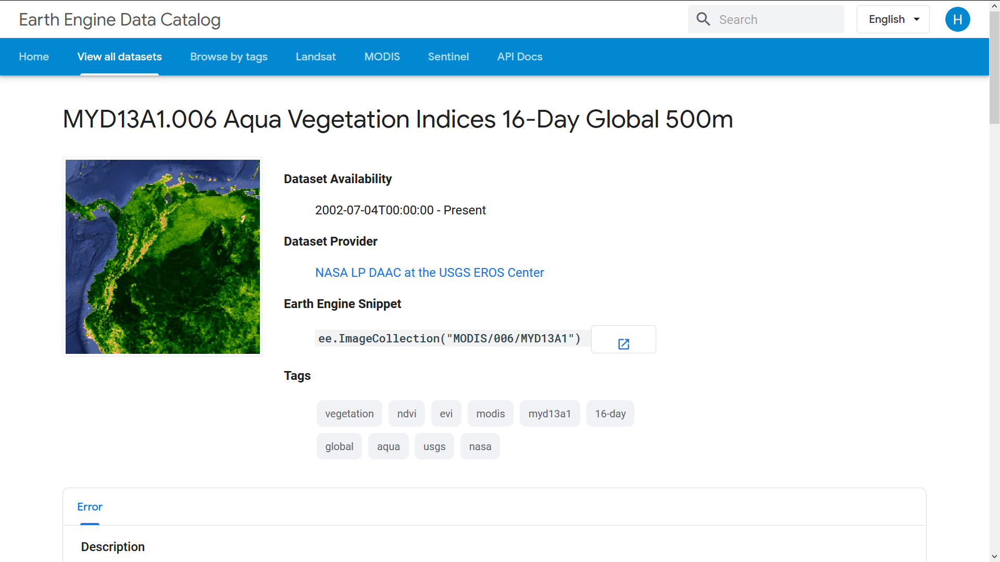 Earth Engine Data Catalog
Search
English
H
Home View all datasets Browse by tags Landsat MODIS Sentinel API Docs
MYD13A1.006 Aqua Vegetation Indices 16-Day Global 500m
Dataset Availability
2002-07-04T00:00:00 - Present
Dataset Provider
NASA LP DAAC at the USGS EROS Center
Earth Engine Snippet
ee.ImageCollection("MODIS/006/MYD13A1")
Tags
vegetation ndvi evi modis myd13a1 16-day
global aqua usgs nasa
Error
Description